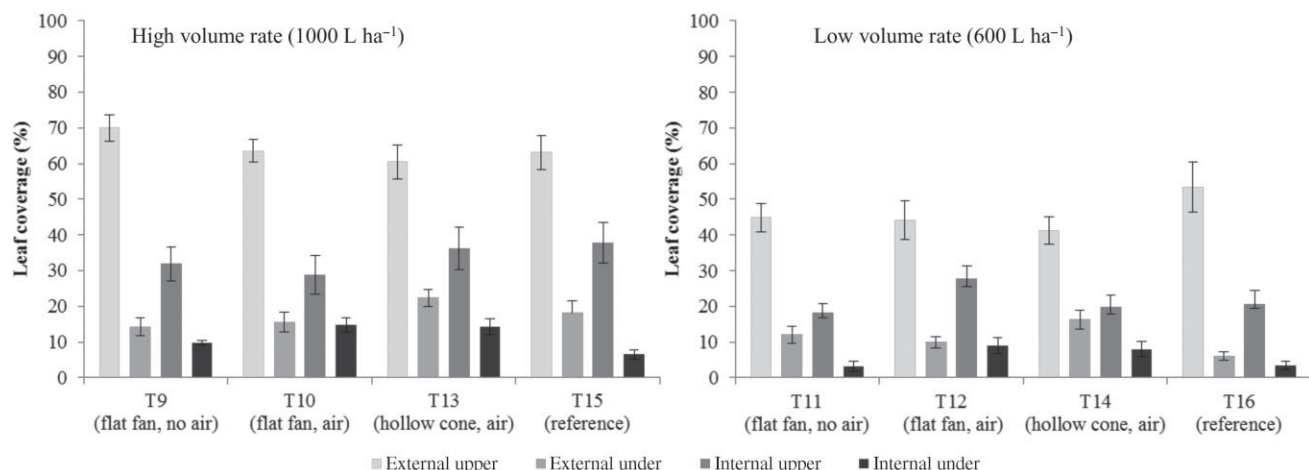 High volume rate (1000 L ha⁻¹)
Leaf coverage (%)
100
90
80
70
60
50
40
30
20
10
0
T9
(flat fan, no air)
T10
(flat fan, air)
T13
(hollow cone, air)
T15
(reference)
Low volume rate (600 L ha⁻¹)
Leaf coverage (%)
100
90
80
70
60
50
40
30
20
10
0
T11
(flat fan, no air)
T12
(flat fan, air)
T14
(hollow cone, air)
T16
(reference)
External upper External under Internal upper Internal under